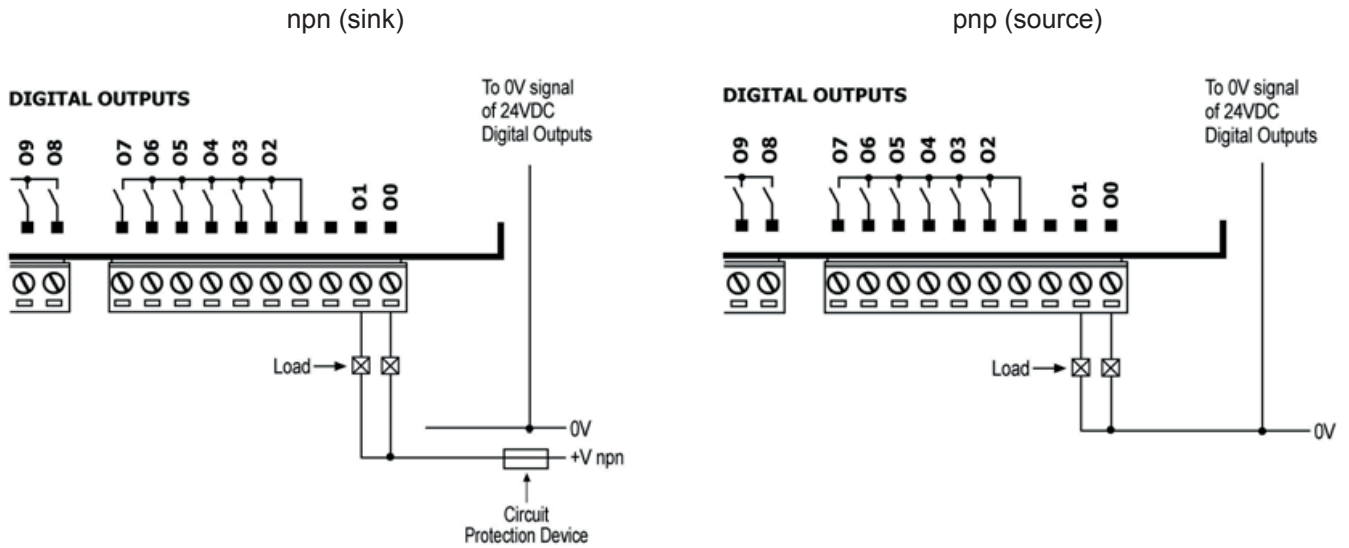 npn (sink)
DIGITAL OUTPUTS
To 0V signal
of 24VDC
Digital Outputs
O9
O8
O7
O6
O5
O4
O3
O2
O1
O0
Load
0V
+V npn
Circuit
Protection Device
pnp (source)
DIGITAL OUTPUTS
To 0V signal
of 24VDC
Digital Outputs
O9
O8
O7
O6
O5
O4
O3
O2
O1
O0
Load
0V